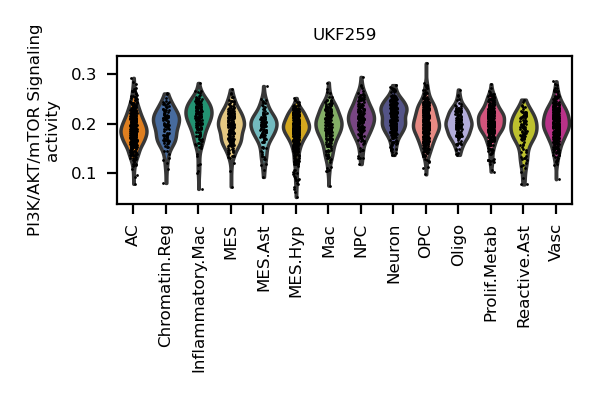 UKF259
PI3K/AKT/mTOR Signaling
activity
0.3
0.2
0.1
AC
Chromatin.Reg
Inflammatory.Mac
MES
MES.Ast
MES.Hyp
Mac
NPC
Neuron
OPC
Oligo
Prolif.Metab
Reactive.Ast
Vasc